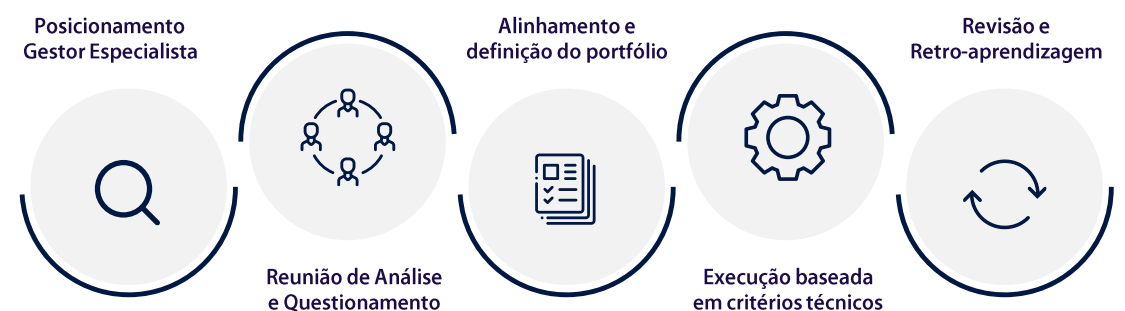 Posicionamento
Gestor Especialista
Reunião de Análise
e Questionamento
Alinhamento e
definição do portfólio
Execução baseada
em critérios técnicos
Revisão e
Retro-aprendizagem